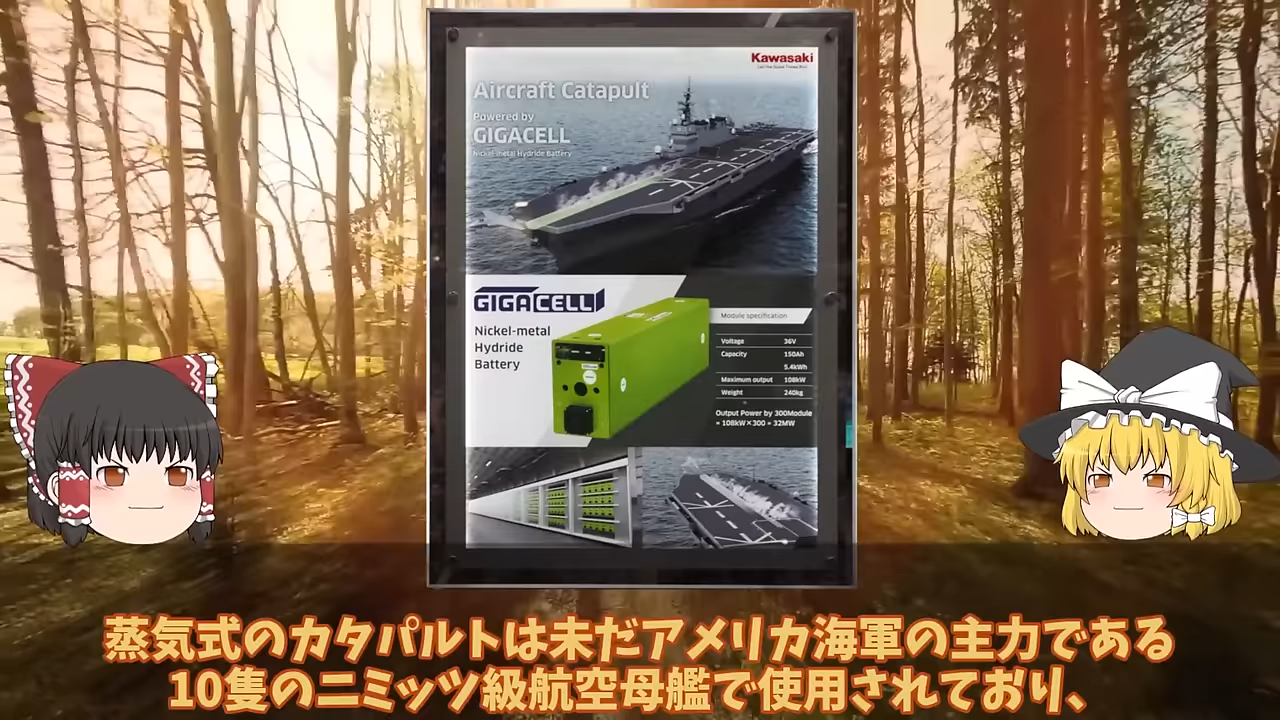 Kawasaki
Aircraft Catapult
Powered by
GIGACELL
Nickel-metal Hydride Battery
GIGACELL
Nickel-metal
Hydride
Battery
Module specification
Voltage 36V
Capacity 150Ah
5.4kWh
Maximum output 108kW
Weight 240kg
Output Power by 300Module
= 108kW×300 = 32MW
蒸気式のカタパルトは未だアメリカ海軍の主力である
10隻のニミッツ級航空母艦で使用されており、